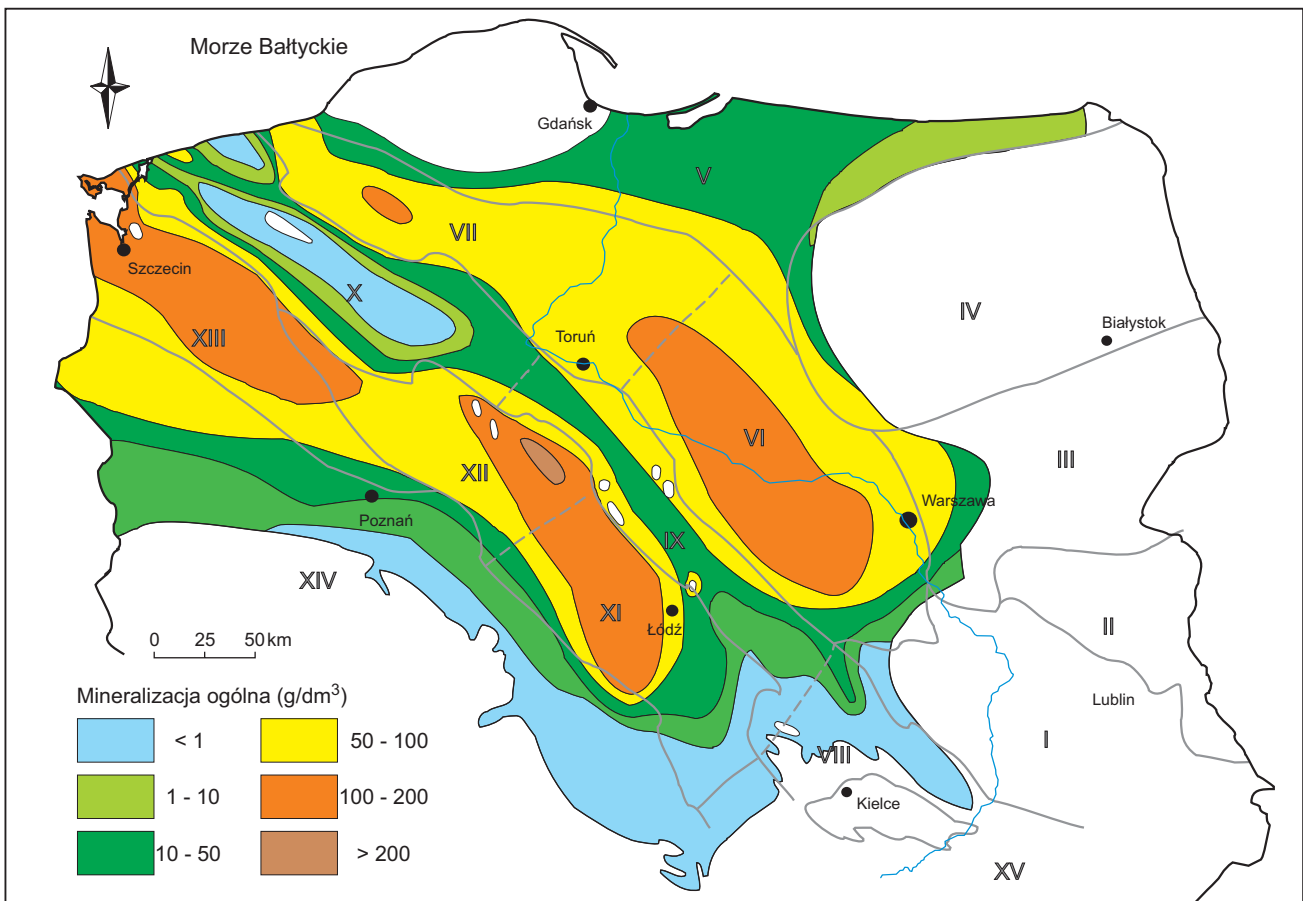 Morze Bałtyckie
Gdańsk
V
VII
Szczecin
X
IV
Białystok
XIII
Toruń
VI
III
XII
Warszawa
Poznań
IX
XIV
XI
Łódź
II
0 25 50 km
Mineralizacja ogólna (g/dm³)
Lublin
< 1
50 - 100
I
VIII
1 - 10
100 - 200
Kielce
10 - 50
> 200
XV